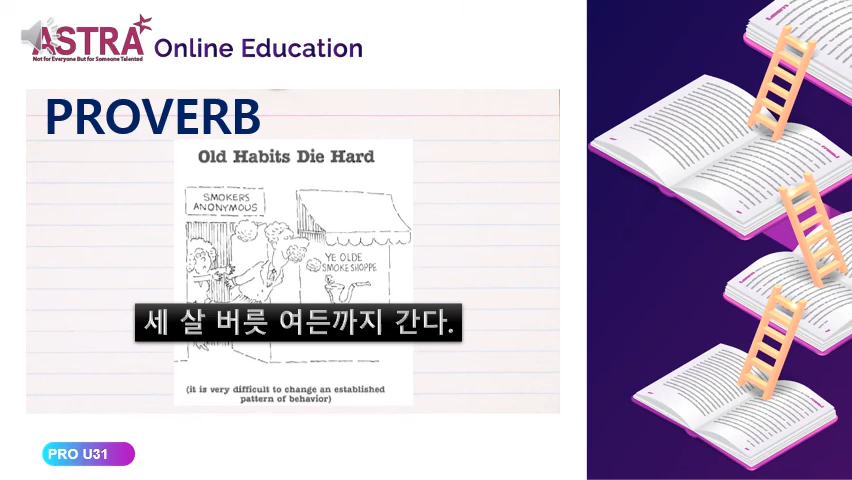 ASTRA
Not for Everyone But for Someone Talented
Online Education
PROVERB
Old Habits Die Hard
SMOKERS
ANONYMOUS
YE OLDE
SMOKE SHOPPE
세 살 버릇 여든까지 간다.
(it is very difficult to change an established
pattern of behavior)
PRO U31